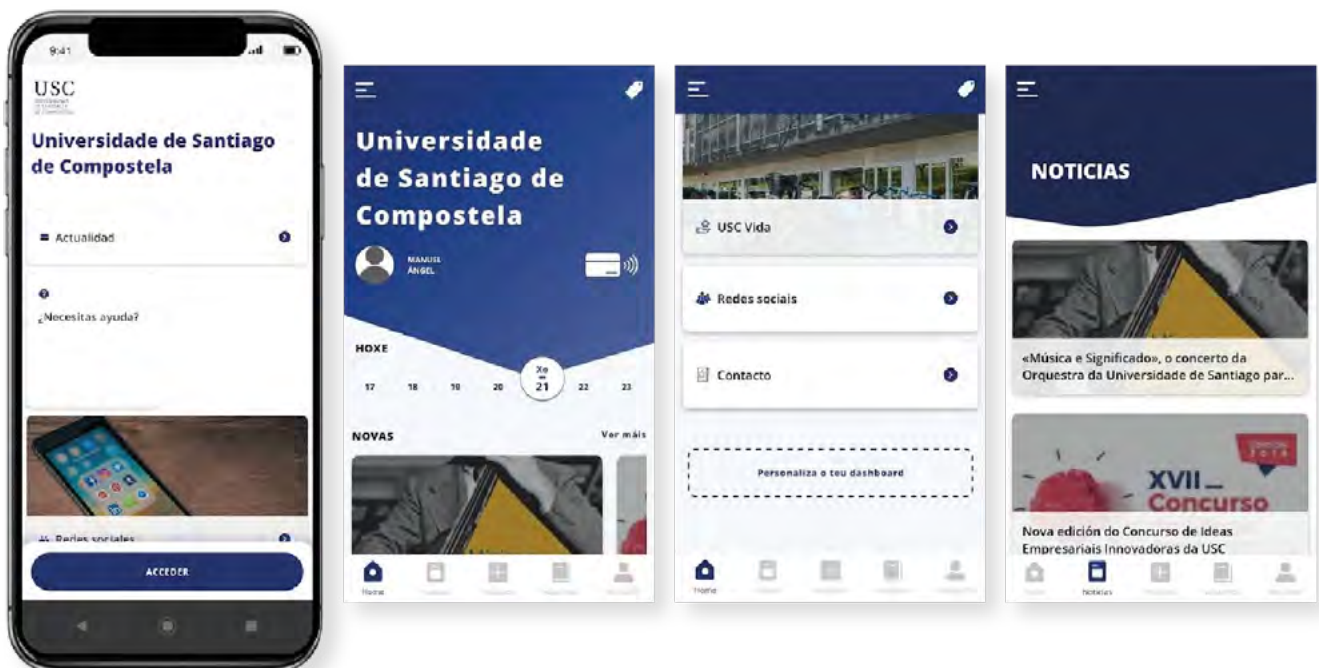 9:41
USC
Universidade de Santiago
de Compostela
Actualidad
¿Necesitas ayuda?
Redes sociales
ACCEDER
Universidade
de Santiago de
Compostela
MANUEL
ÁNGEL
HOXE
17 18 19 20 Xo 21 22 23
NOVAS Ver máis
Home
USC Vida
Redes sociais
Contacto
Personaliza o teu dashboard
Home
NOTICIAS
«Música e Significado», o concerto da
Orquestra da Universidade de Santiago par...
XVII_
Concurso
Nova edición do Concurso de Ideas
Empresariais Innovadoras da USC
Noticias